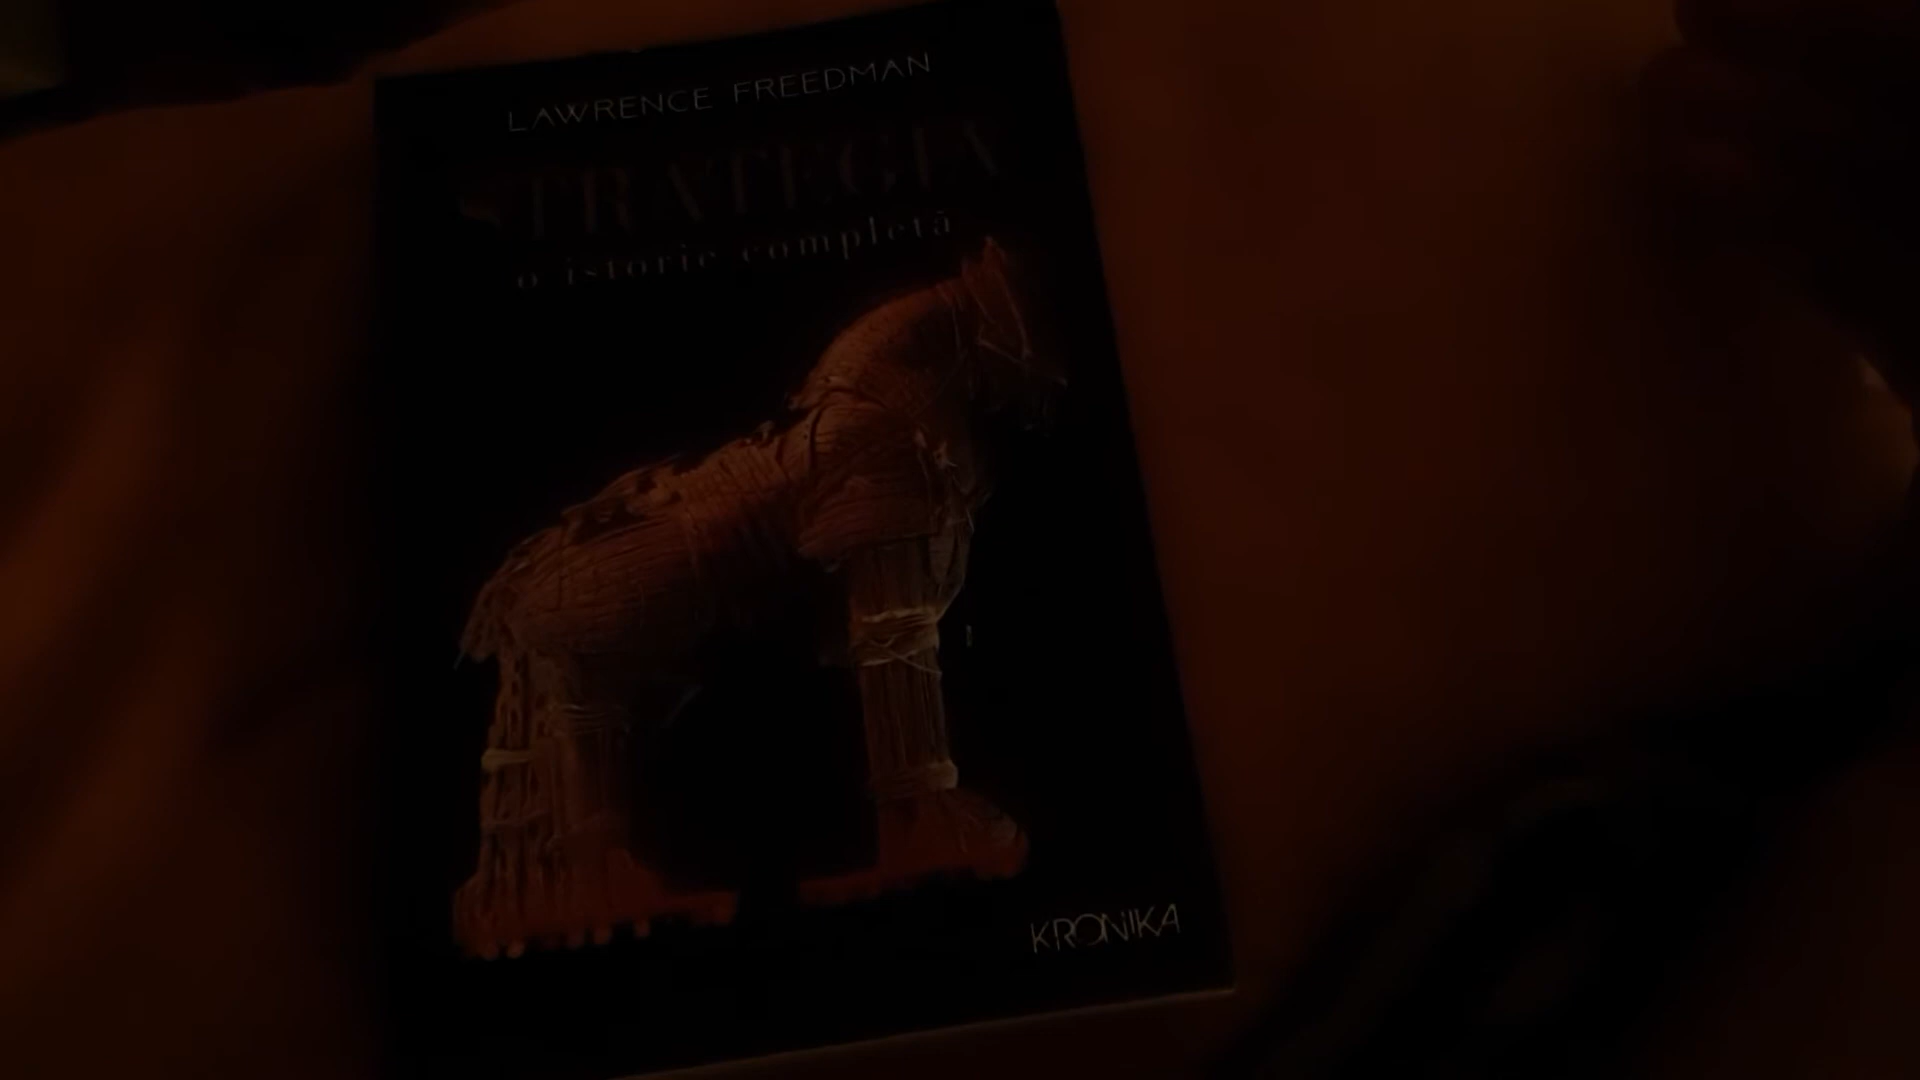 LAWRENCE FREEDMAN
STRATEGIA
o istorie completă
KRONIKA